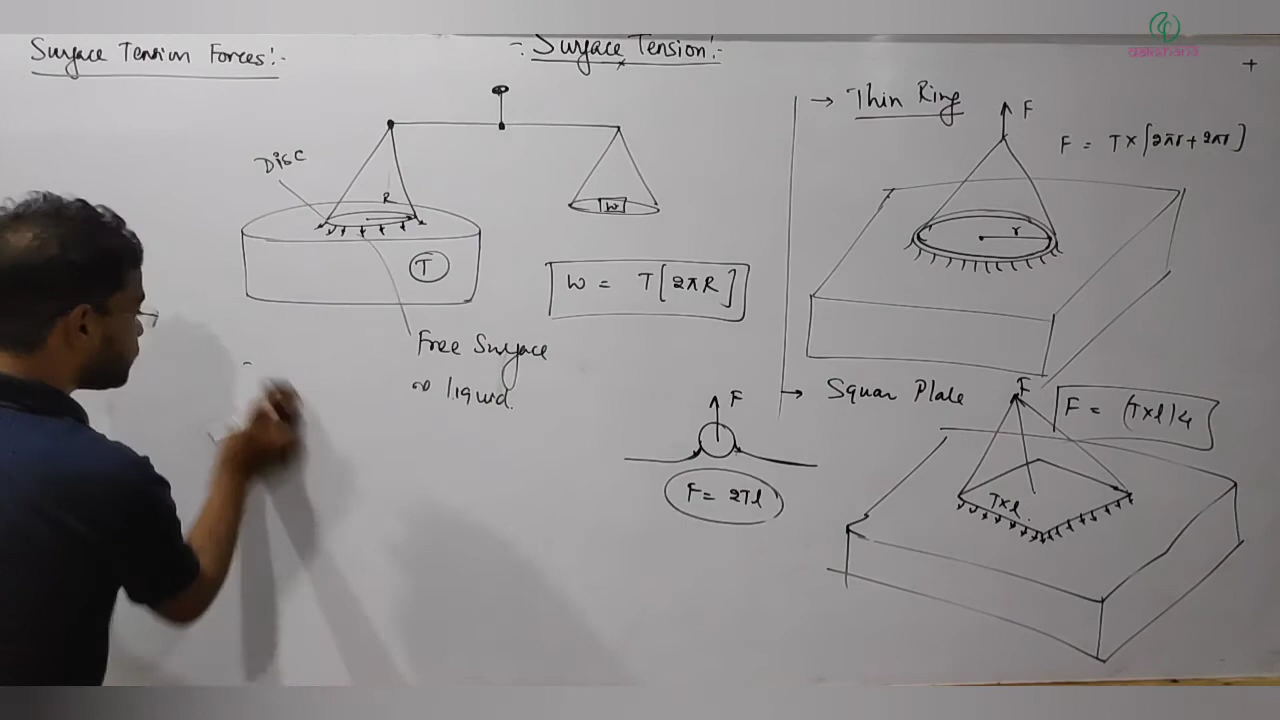 Surface Tension Forces:-
-: Surface Tension:-
+
Disc
R
T
W
W = T[2πR]
Free Surface
of liquid.
→ Thin Ring
F
F = T×[2πr+2πr]
r
F
F = 2Tl
→ Squar Plate
F
F = (T×l)4
T×l.